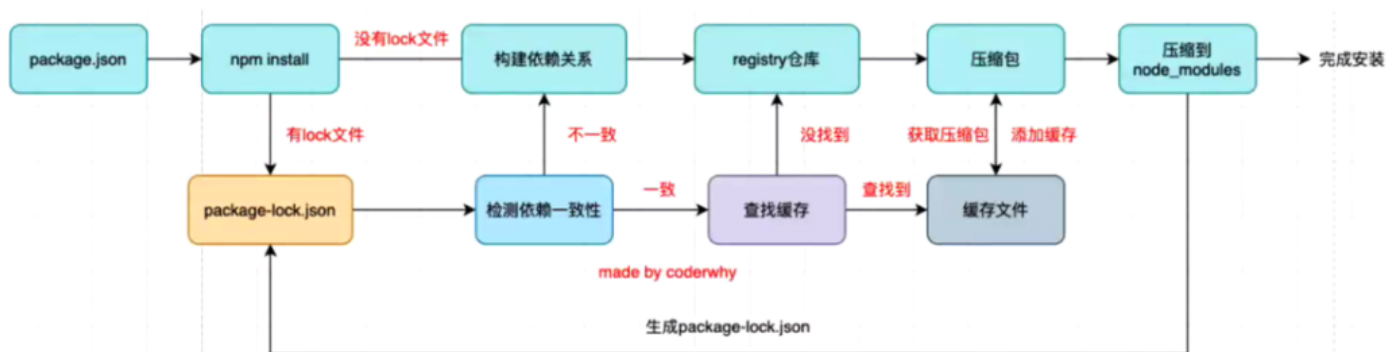 package.json
npm install
没有lock文件
构建依赖关系
registry仓库
压缩包
压缩到
node_modules
完成安装
有lock文件
不一致
没找到
获取压缩包
添加缓存
package-lock.json
检测依赖一致性
一致
查找缓存
查找到
缓存文件
made by coderwhy
生成package-lock.json